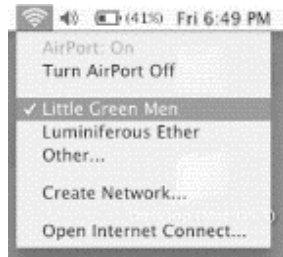 (41%) Fri 6:49 PM
AirPort: On
Turn AirPort Off
✓ Little Green Men
Luminiferous Ether
Other...
Create Network...
Open Internet Connect...